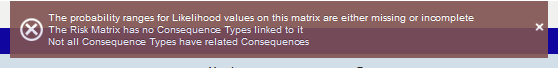 The probability ranges for Likelihood values on this matrix are either missing or incomplete
The Risk Matrix has no Consequence Types linked to it
Not all Consequence Types have related Consequences